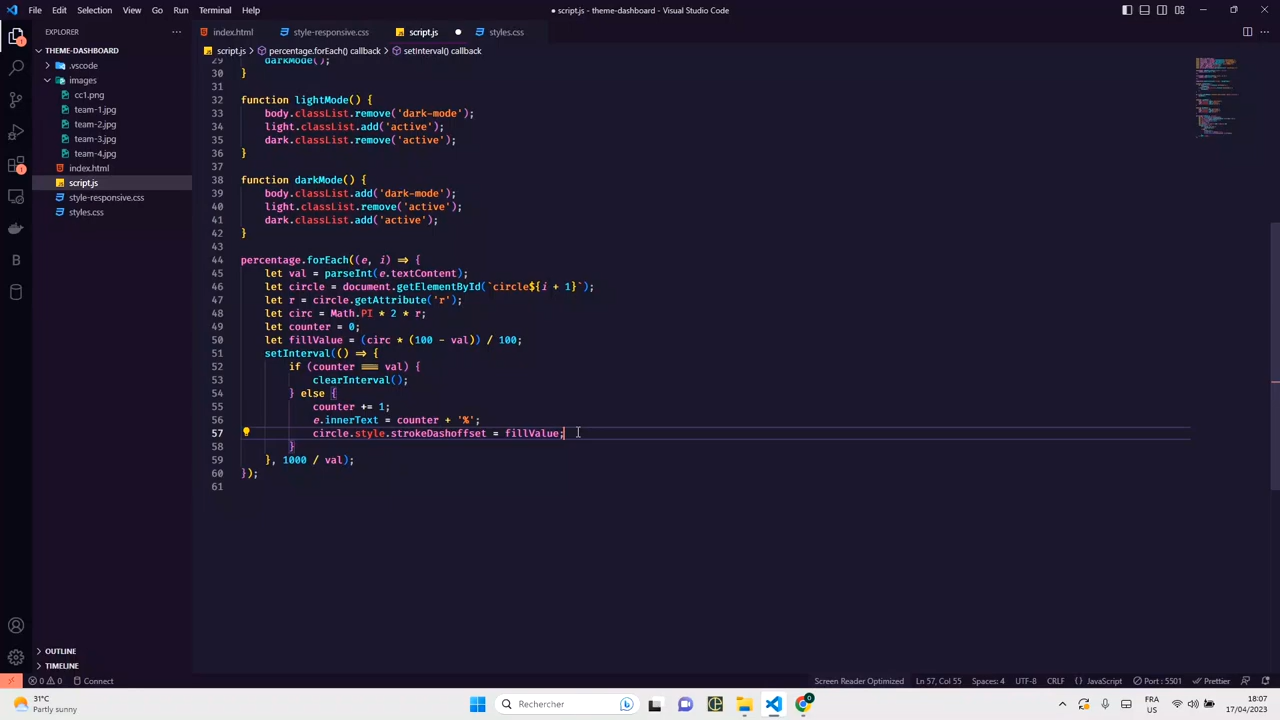 File Edit Selection View Go Run Terminal Help
● script.js - theme-dashboard - Visual Studio Code
EXPLORER
index.html style-responsive.css script.js styles.css
THEME-DASHBOARD
script.js > percentage.forEach() callback > setInterval() callback
.vscode
images
cc1.png
team-1.jpg
team-2.jpg
team-3.jpg
team-4.jpg
index.html
script.js
style-responsive.css
styles.css
29 darkMode();
30 }
31
32 function lightMode() {
33 body.classList.remove('dark-mode');
34 light.classList.add('active');
35 dark.classList.remove('active');
36 }
37
38 function darkMode() {
39 body.classList.add('dark-mode');
40 light.classList.remove('active');
41 dark.classList.add('active');
42 }
43
44 percentage.forEach((e, i) => {
45 let val = parseInt(e.textContent);
46 let circle = document.getElementById(`circle${i + 1}`);
47 let r = circle.getAttribute('r');
48 let circ = Math.PI * 2 * r;
49 let counter = 0;
50 let fillValue = (circ * (100 - val)) / 100;
51 setInterval(() => {
52 if (counter === val) {
53 clearInterval();
54 } else {
55 counter += 1;
56 e.innerText = counter + '%';
57 circle.style.strokeDashoffset = fillValue;
58 }
59 }, 1000 / val);
60 });
61
OUTLINE
TIMELINE
0 0 Connect
Screen Reader Optimized Ln 57, Col 55 Spaces: 4 UTF-8 CRLF {} JavaScript Port : 5501 Prettier
31°C
Partly sunny
Rechercher
FRA
US
18:07
17/04/2023